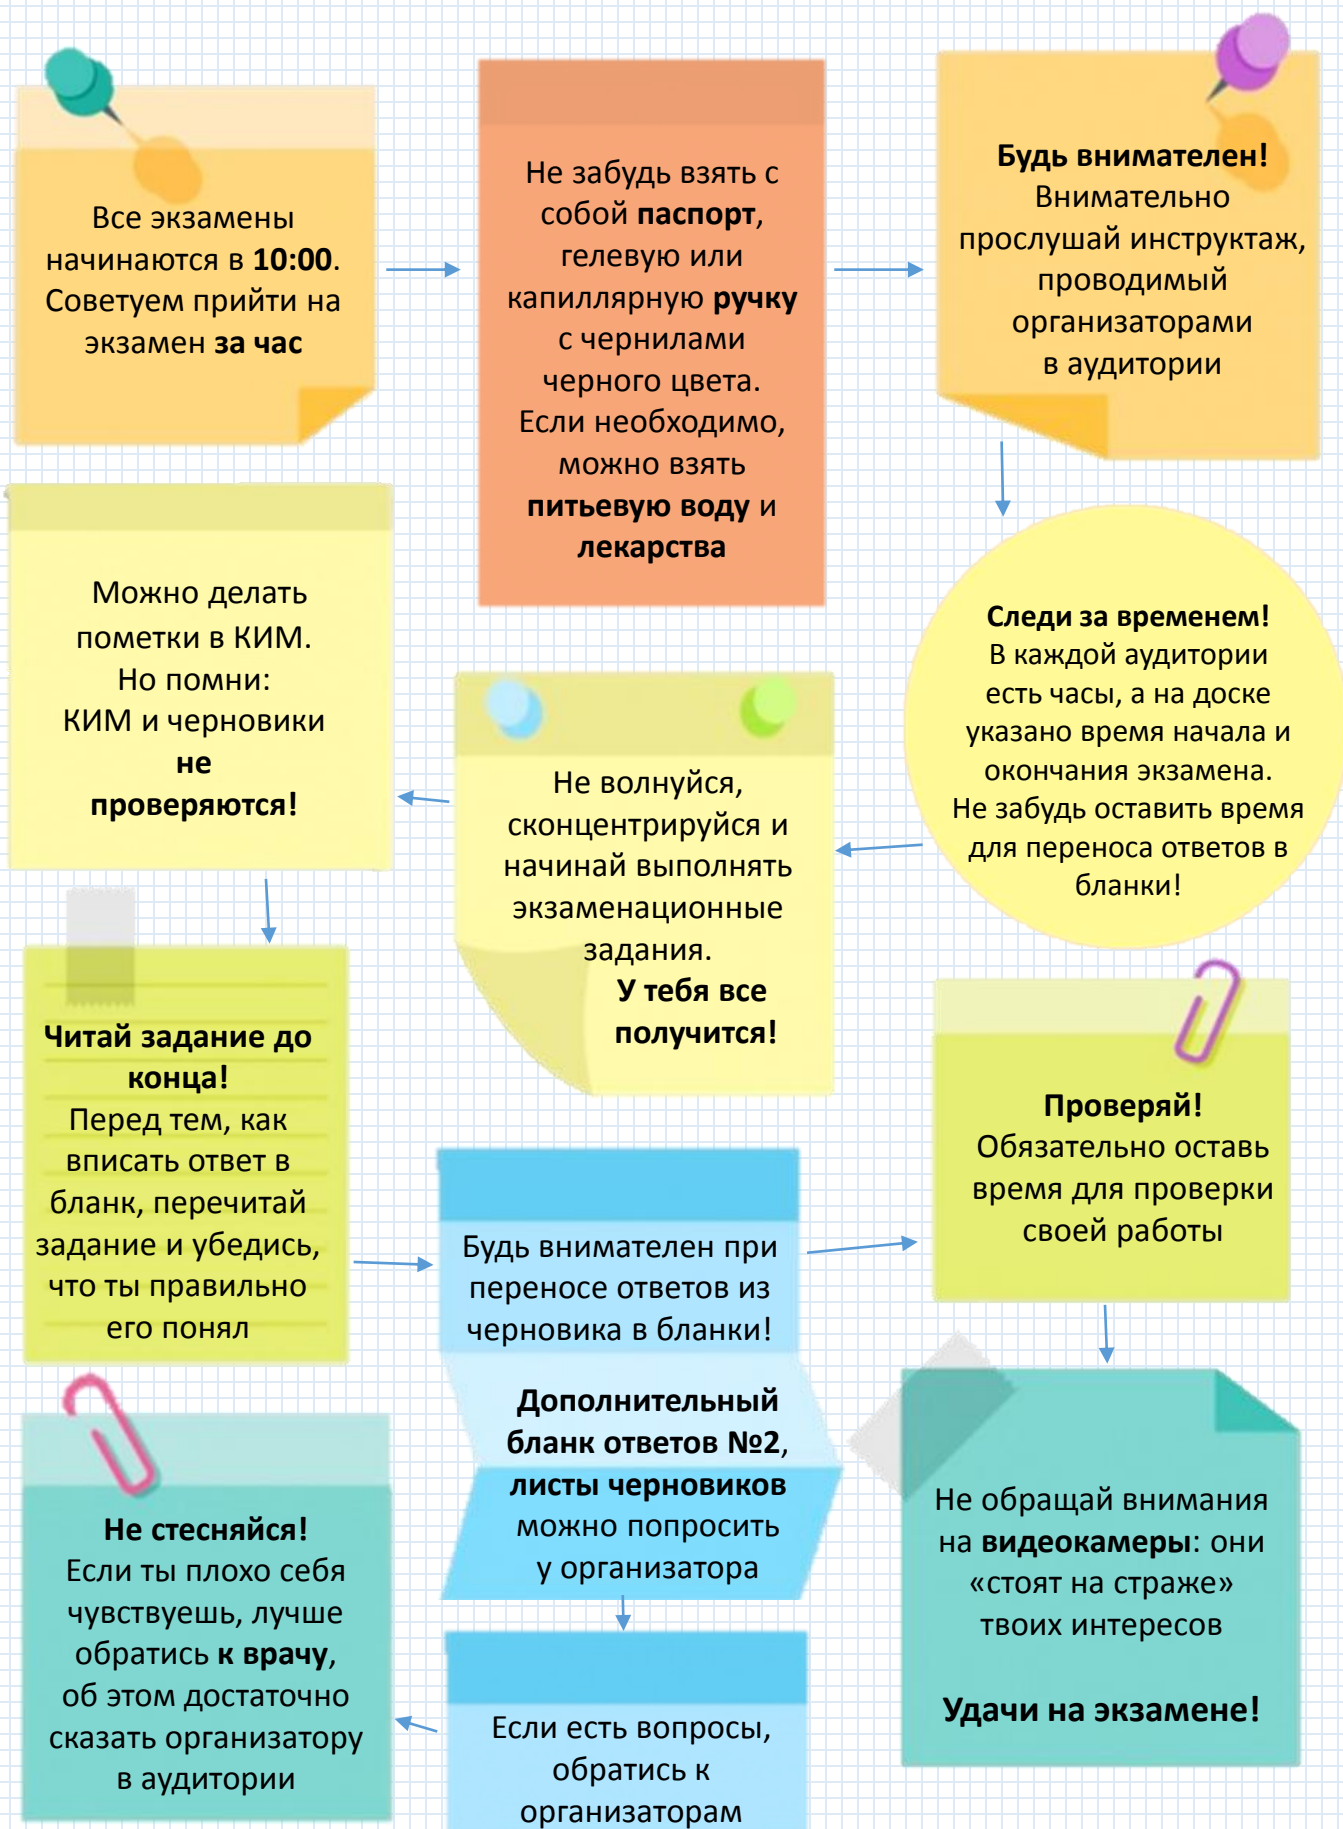 Все экзамены
начинаются в 10:00.
Советуем прийти на
экзамен за час
Не забудь взять с
собой паспорт,
гелевую или
капиллярную ручку
с чернилами
черного цвета.
Если необходимо,
можно взять
питьевую воду и
лекарства
Будь внимателен!
Внимательно
прослушай инструктаж,
проводимый
организаторами
в аудитории
Следи за временем!
В каждой аудитории
есть часы, а на доске
указано время начала и
окончания экзамена.
Не забудь оставить время
для переноса ответов в
бланки!
Не волнуйся,
сконцентрируйся и
начинай выполнять
экзаменационные
задания.
У тебя все
получится!
Можно делать
пометки в КИМ.
Но помни:
КИМ и черновики
не
проверяются!
Читай задание до
конца!
Перед тем, как
вписать ответ в
бланк, перечитай
задание и убедись,
что ты правильно
его понял
Будь внимателен при
переносе ответов из
черновика в бланки!
Дополнительный
бланк ответов №2,
листы черновиков
можно попросить
у организатора
Проверяй!
Обязательно оставь
время для проверки
своей работы
Не обращай внимания
на видеокамеры: они
«стоят на страже»
твоих интересов
Удачи на экзамене!
Если есть вопросы,
обратись к
организаторам
Не стесняйся!
Если ты плохо себя
чувствуешь, лучше
обратись к врачу,
об этом достаточно
сказать организатору
в аудитории